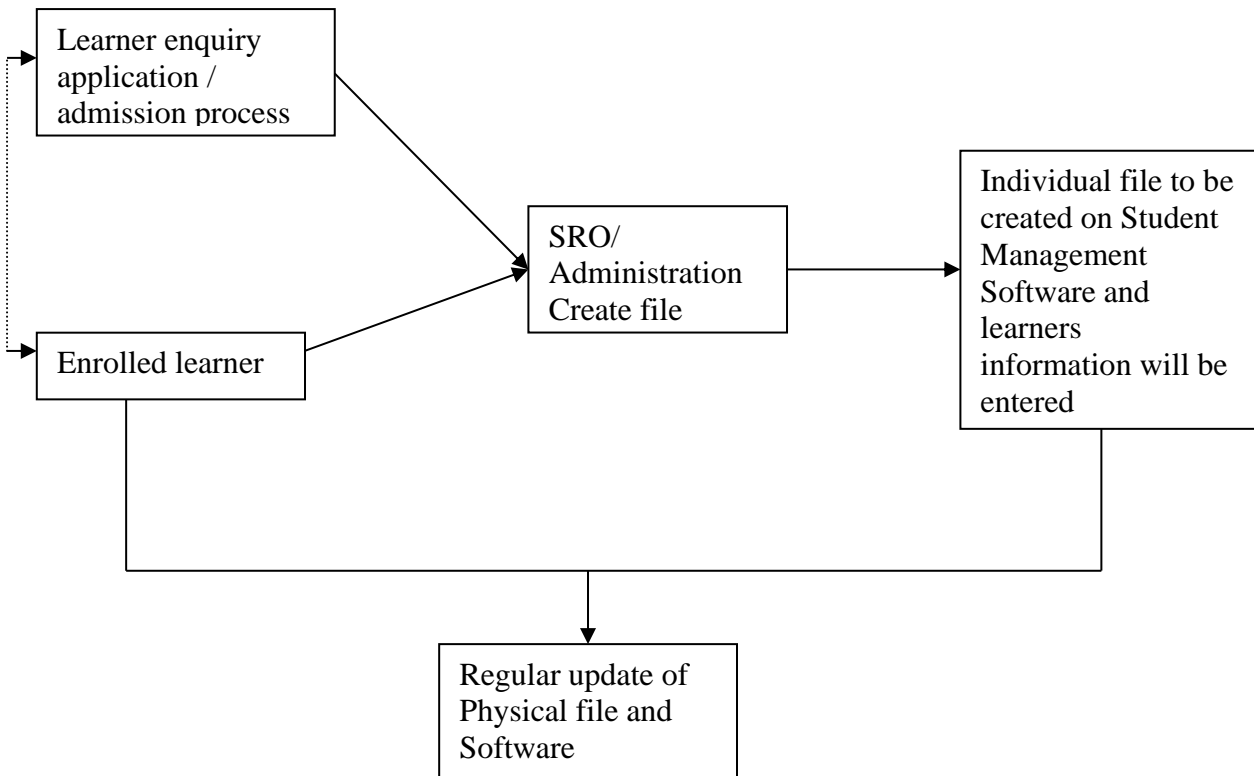 Learner enquiry
application /
admission process
SRO/
Administration
Create file
Individual file to be
created on Student
Management
Software and
learners
information will be
entered
Enrolled learner
Regular update of
Physical file and
Software